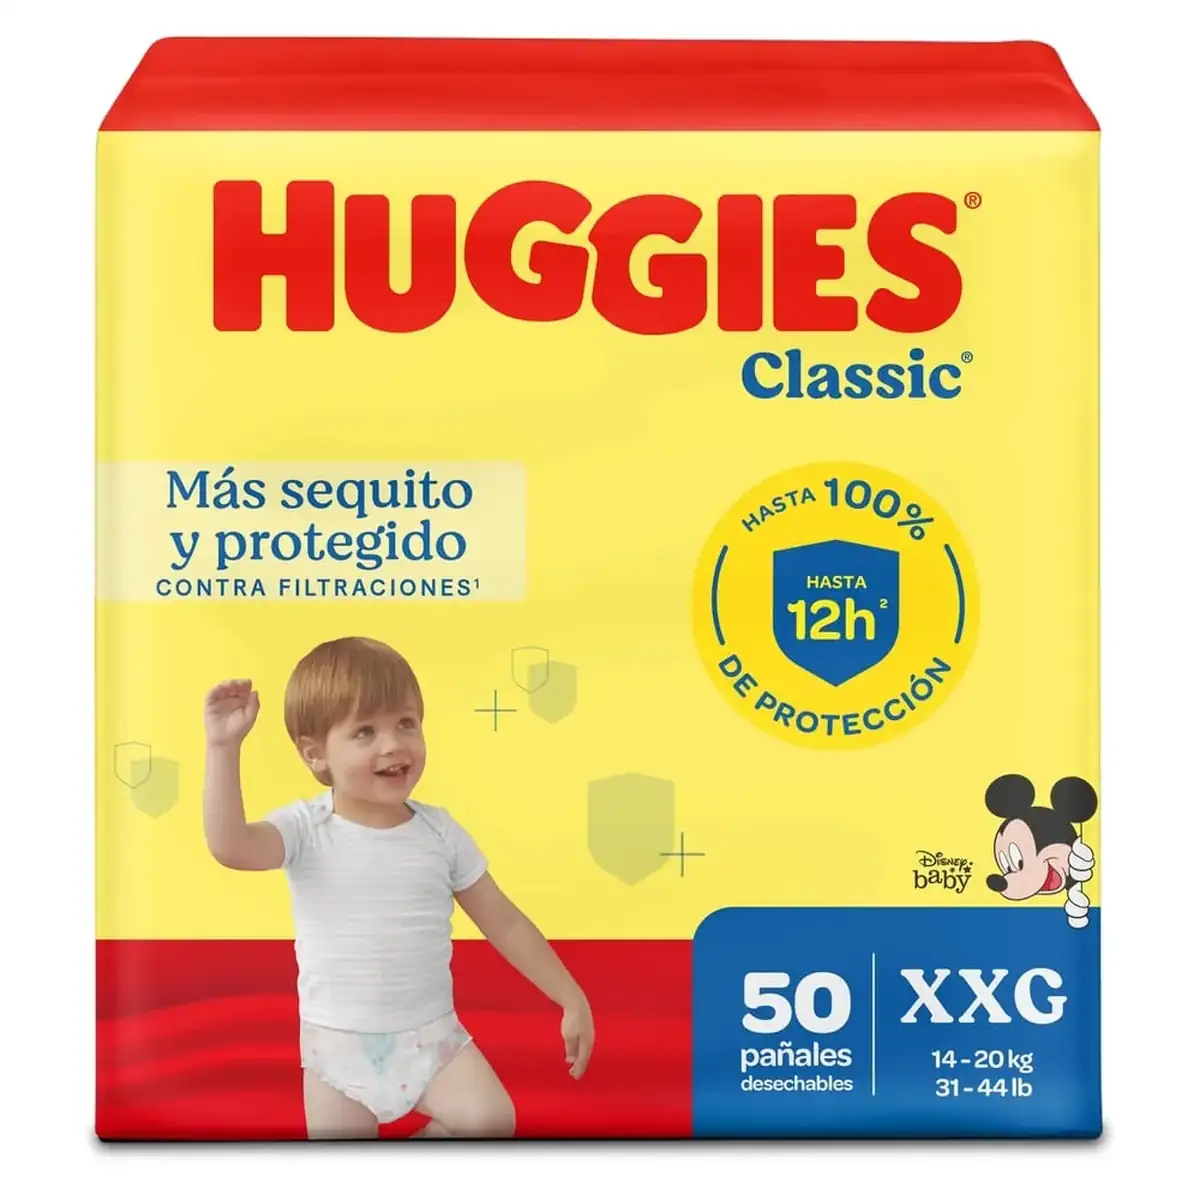 HUGGIES®
Classic®
Más sequito
y protegido
CONTRA FILTRACIONES¹
HASTA 100%
HASTA
12h²
DE PROTECCIÓN
Disney
baby
50
pañales
desechables
XXG
14-20 kg
31-44 lb